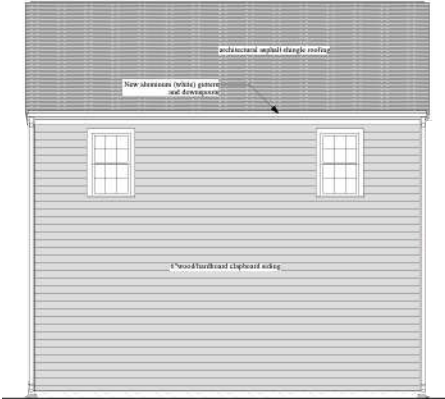 architectural asphalt shingle roofing
New aluminum (white) gutters
and downspouts
6"wood/hardboard clapboard siding